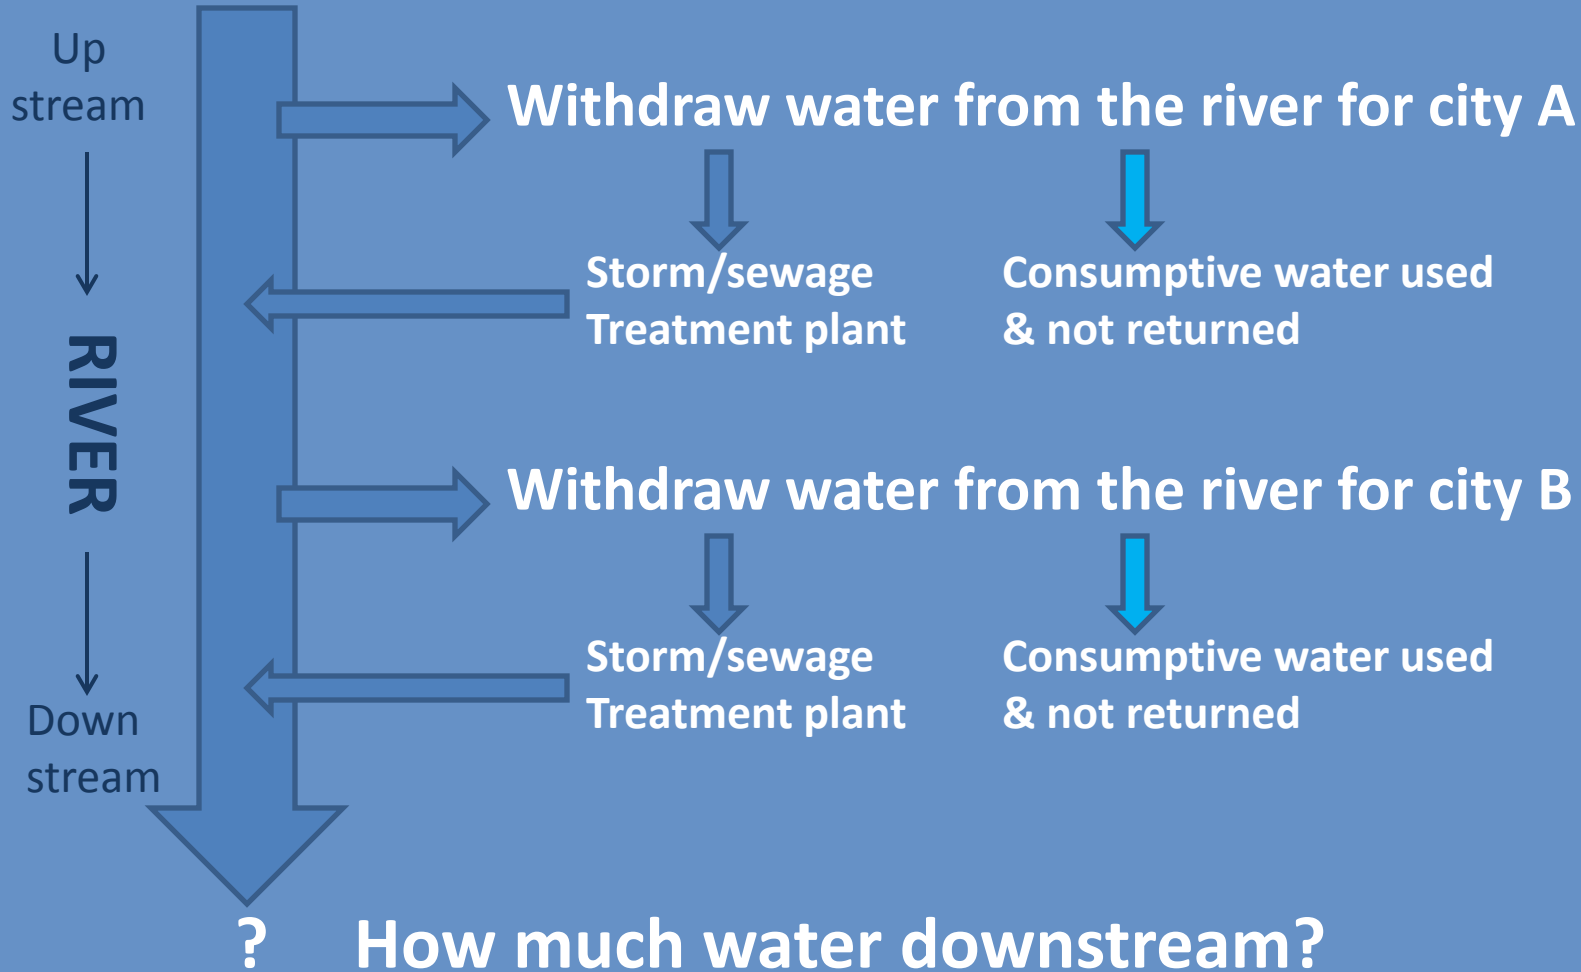 Up
stream
Withdraw water from the river for city A
Storm/sewage
Treatment plant
Consumptive water used
& not returned
RIVER
Withdraw water from the river for city B
Storm/sewage
Treatment plant
Consumptive water used
& not returned
Down
stream
? How much water downstream?